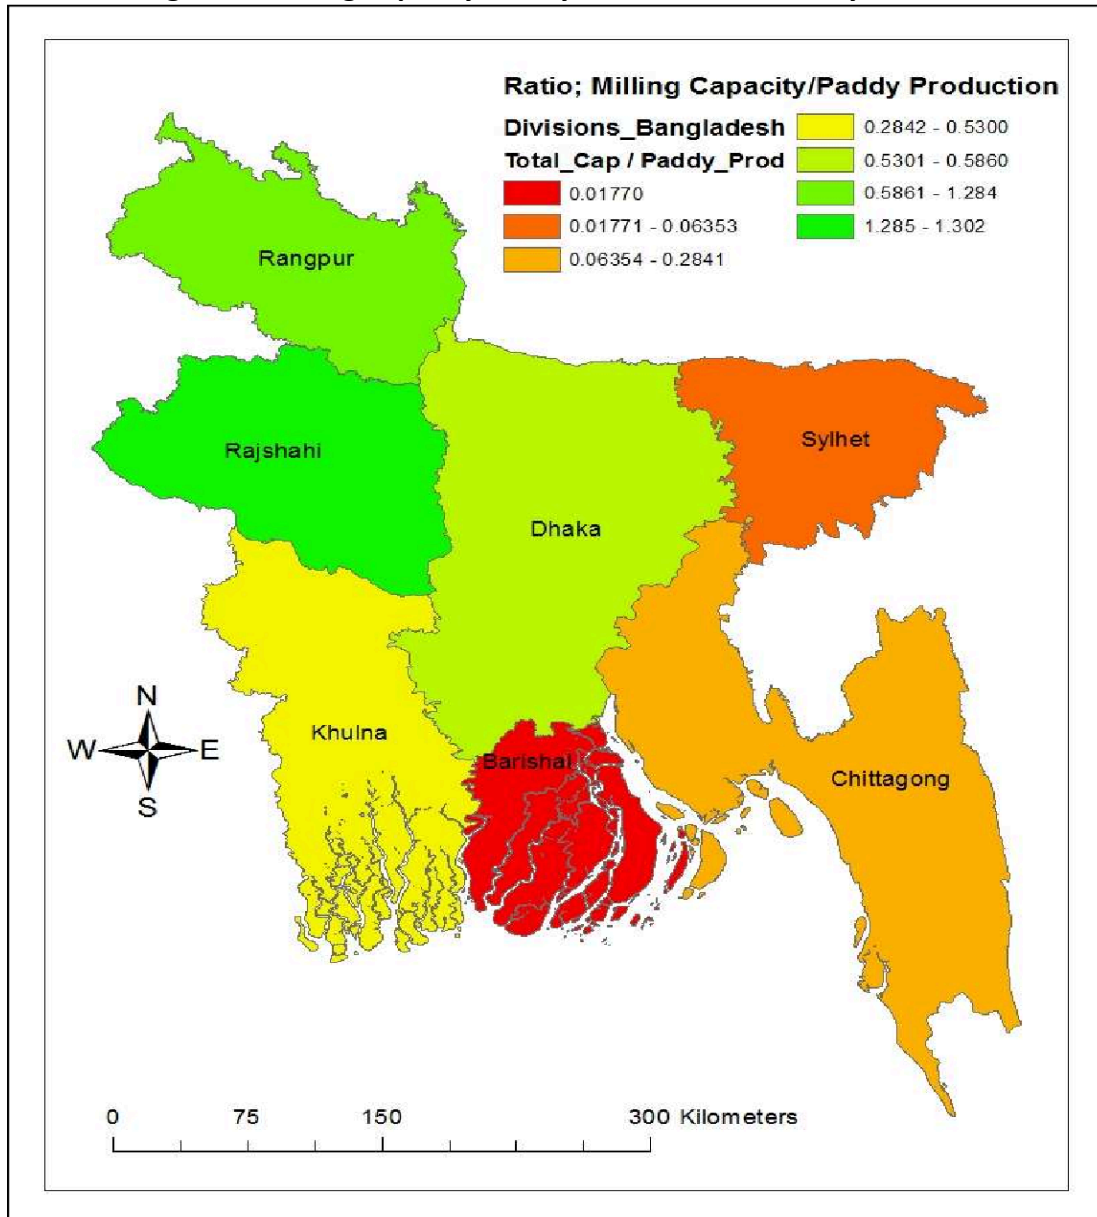 Ratio; Milling Capacity/Paddy Production
Divisions_Bangladesh
Total_Cap / Paddy_Prod
0.01770
0.01771 - 0.06353
0.06354 - 0.2841
0.2842 - 0.5300
0.5301 - 0.5860
0.5861 - 1.284
1.285 - 1.302
Rangpur
Rajshahi
Sylhet
Dhaka
Khulna
Barishal
Chittagong
N
W E
S
0 75 150 300 Kilometers